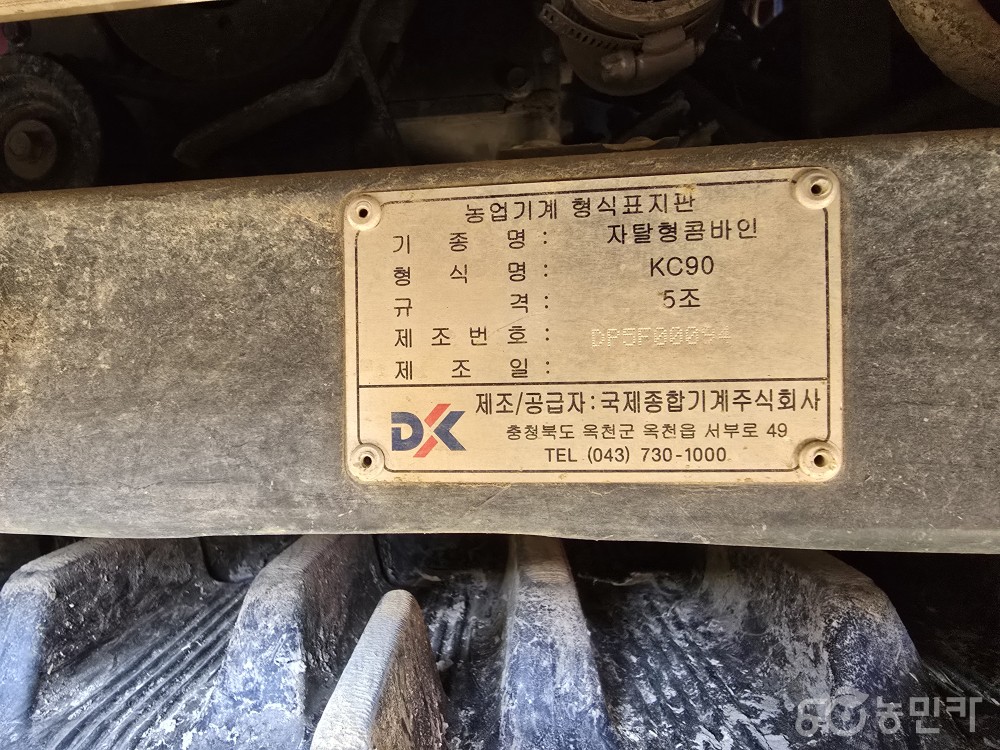 농업기계 형식표지판
기 종 명 : 자탈형콤바인
형 식 명 : KC90
규 격 : 5조
제 조 번 호 :
제 조 일 :
DK 제조/공급자 : 국제종합기계주식회사
충청북도 옥천군 옥천읍 서부로 49
TEL (043) 730-1000
농민카